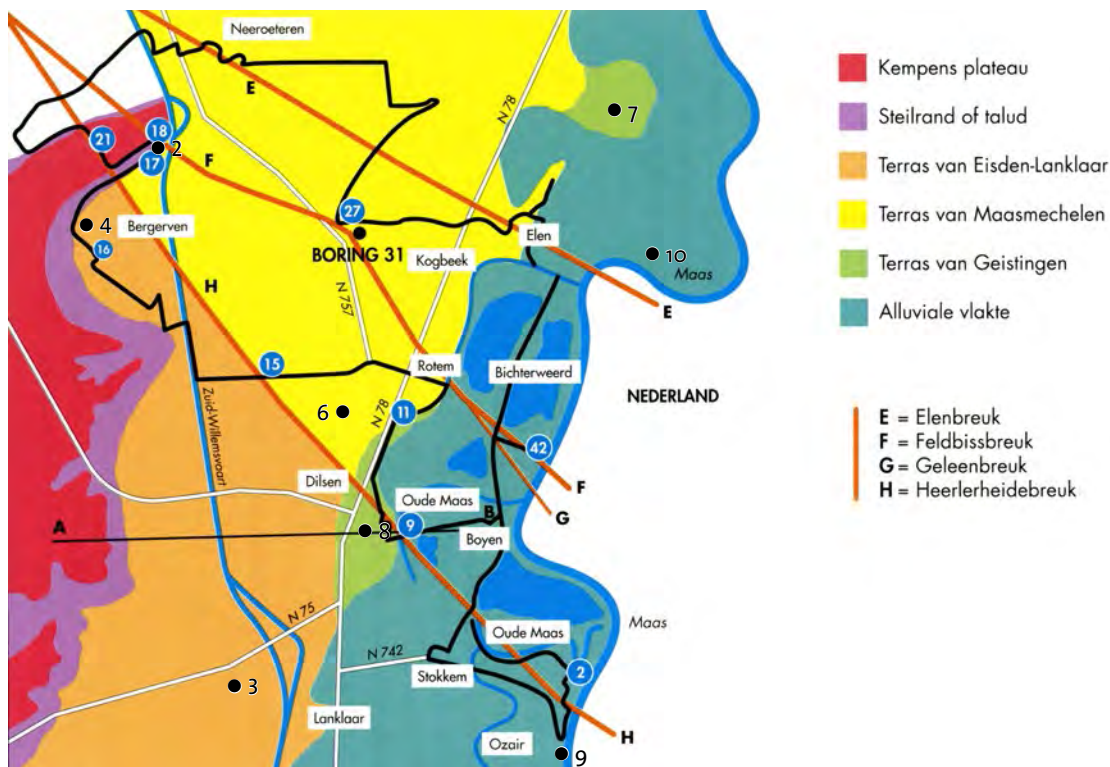 Neeroeteren
E
N 78
7
18
21
2
17
F
27
4
Bergerven
16
BORING 31
Elen
10
Maas
Kogbeek
H
N 757
E
15
Rotem
Bichterweerd
NEDERLAND
Zuid-Willemsvaart
6
N 78
11
42
Dilsen
F
Oude Maas
G
A
8
9
B
Boyen
N 75
Oude Maas
Maas
N 742
Stokkem
2
3
Lanklaar
Ozair
H
9
Kempens plateau
Steilrand of talud
Terras van Eisden-Lanklaar
Terras van Maasmechelen
Terras van Geistingen
Alluviale vlakte
E = Elenbreuk
F = Feldbissbreuk
G = Geleenbreuk
H = Heerlerheidebreuk